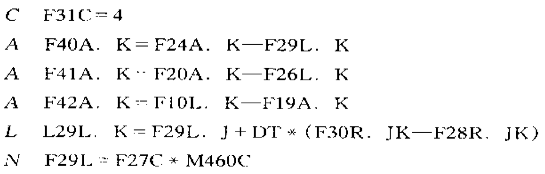 C F31C=4
A F40A. K=F24A. K—F29L. K
A F41A. K=F20A. K—F26L. K
A F42A. K=F10L. K—F19A. K
L L29L. K=F29L. J+DT*(F30R. JK—F28R. JK)
N F29L=F27C*M460C